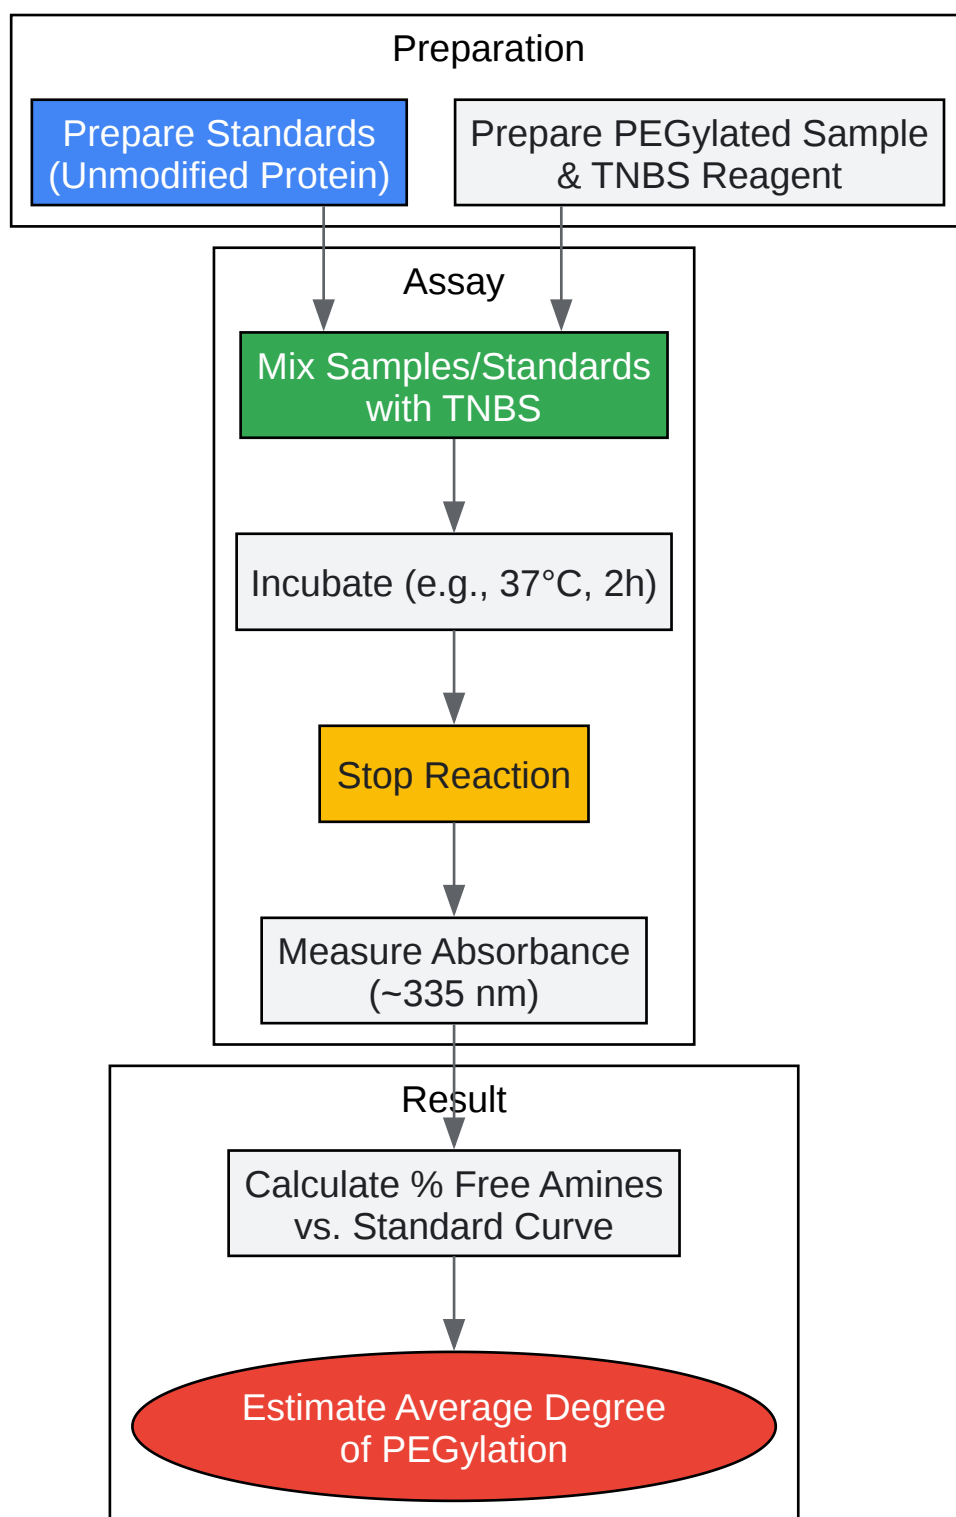 Preparation
Prepare Standards
(Unmodified Protein)
Prepare PEGylated Sample
& TNBS Reagent
Assay
Mix Samples/Standards
with TNBS
Incubate (e.g., 37°C, 2h)
Stop Reaction
Measure Absorbance
(~335 nm)
Result
Calculate % Free Amines
vs. Standard Curve
Estimate Average Degree
of PEGylation